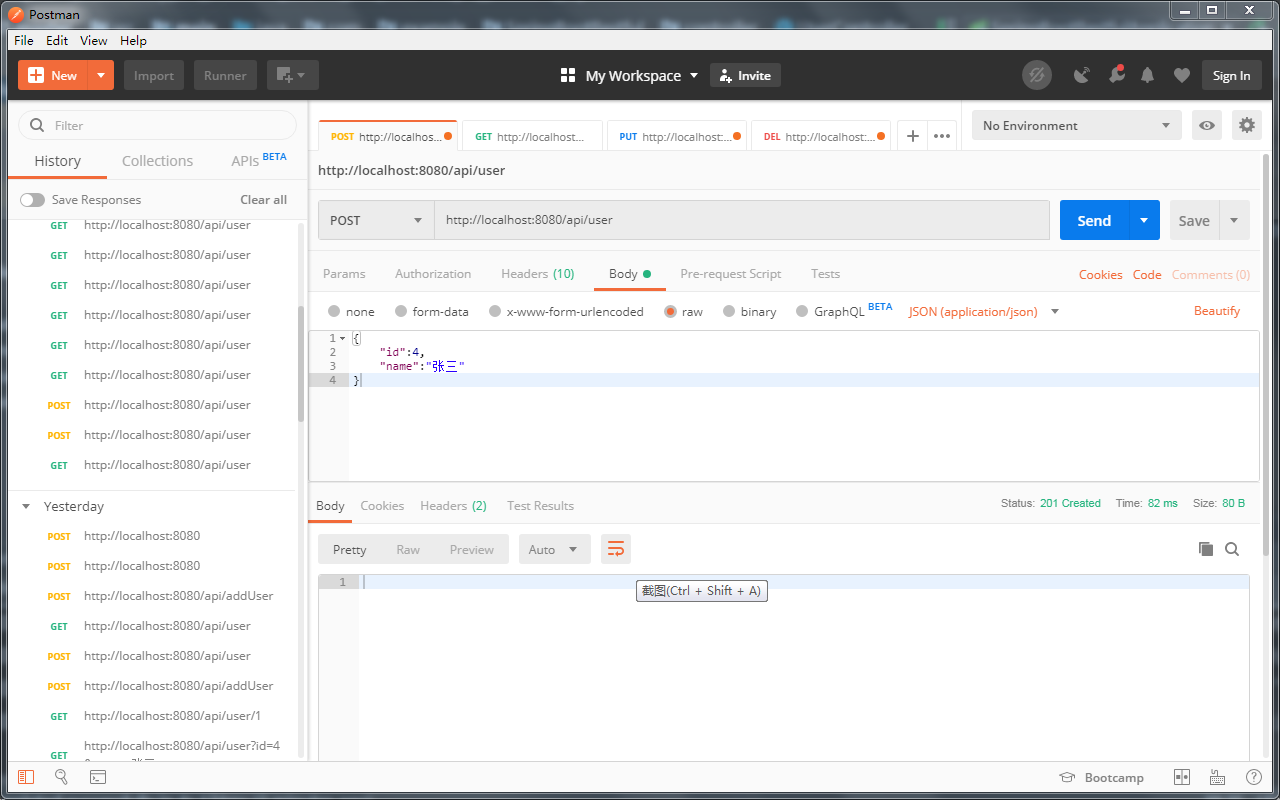 Postman
File Edit View Help
New
Import
Runner
My Workspace
Invite
Sign In
Filter
History
Collections
APIs BETA
Save Responses
Clear all
GET http://localhost:8080/api/user
GET http://localhost:8080/api/user
GET http://localhost:8080/api/user
GET http://localhost:8080/api/user
GET http://localhost:8080/api/user
GET http://localhost:8080/api/user
POST http://localhost:8080/api/user
POST http://localhost:8080/api/user
GET http://localhost:8080/api/user
Yesterday
POST http://localhost:8080
POST http://localhost:8080
POST http://localhost:8080/api/addUser
GET http://localhost:8080/api/user
POST http://localhost:8080/api/user
POST http://localhost:8080/api/addUser
GET http://localhost:8080/api/user/1
GET http://localhost:8080/api/user?id=4
POST http://localhos...
GET http://localhost...
PUT http://localhost:...
DEL http://localhost:...
No Environment
http://localhost:8080/api/user
POST
http://localhost:8080/api/user
Send
Save
Params
Authorization
Headers (10)
Body
Pre-request Script
Tests
Cookies
Code
Comments (0)
none
form-data
x-www-form-urlencoded
raw
binary
GraphQL BETA
JSON (application/json)
Beautify
1 {
2 "id":4,
3 "name":"张三"
4 }
Body
Cookies
Headers (2)
Test Results
Status: 201 Created
Time: 82 ms
Size: 80 B
Pretty
Raw
Preview
Auto
1
截图(Ctrl + Shift + A)
Bootcamp